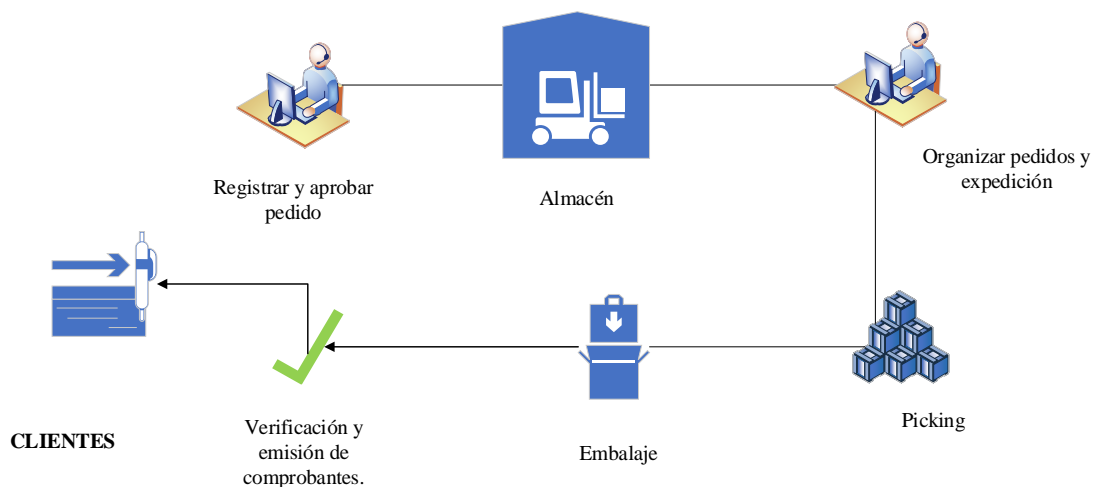 Registrar y aprobar
pedido
Almacén
Organizar pedidos y
expedición
CLIENTES
Verificación y
emisión de
comprobantes.
Embalaje
Picking